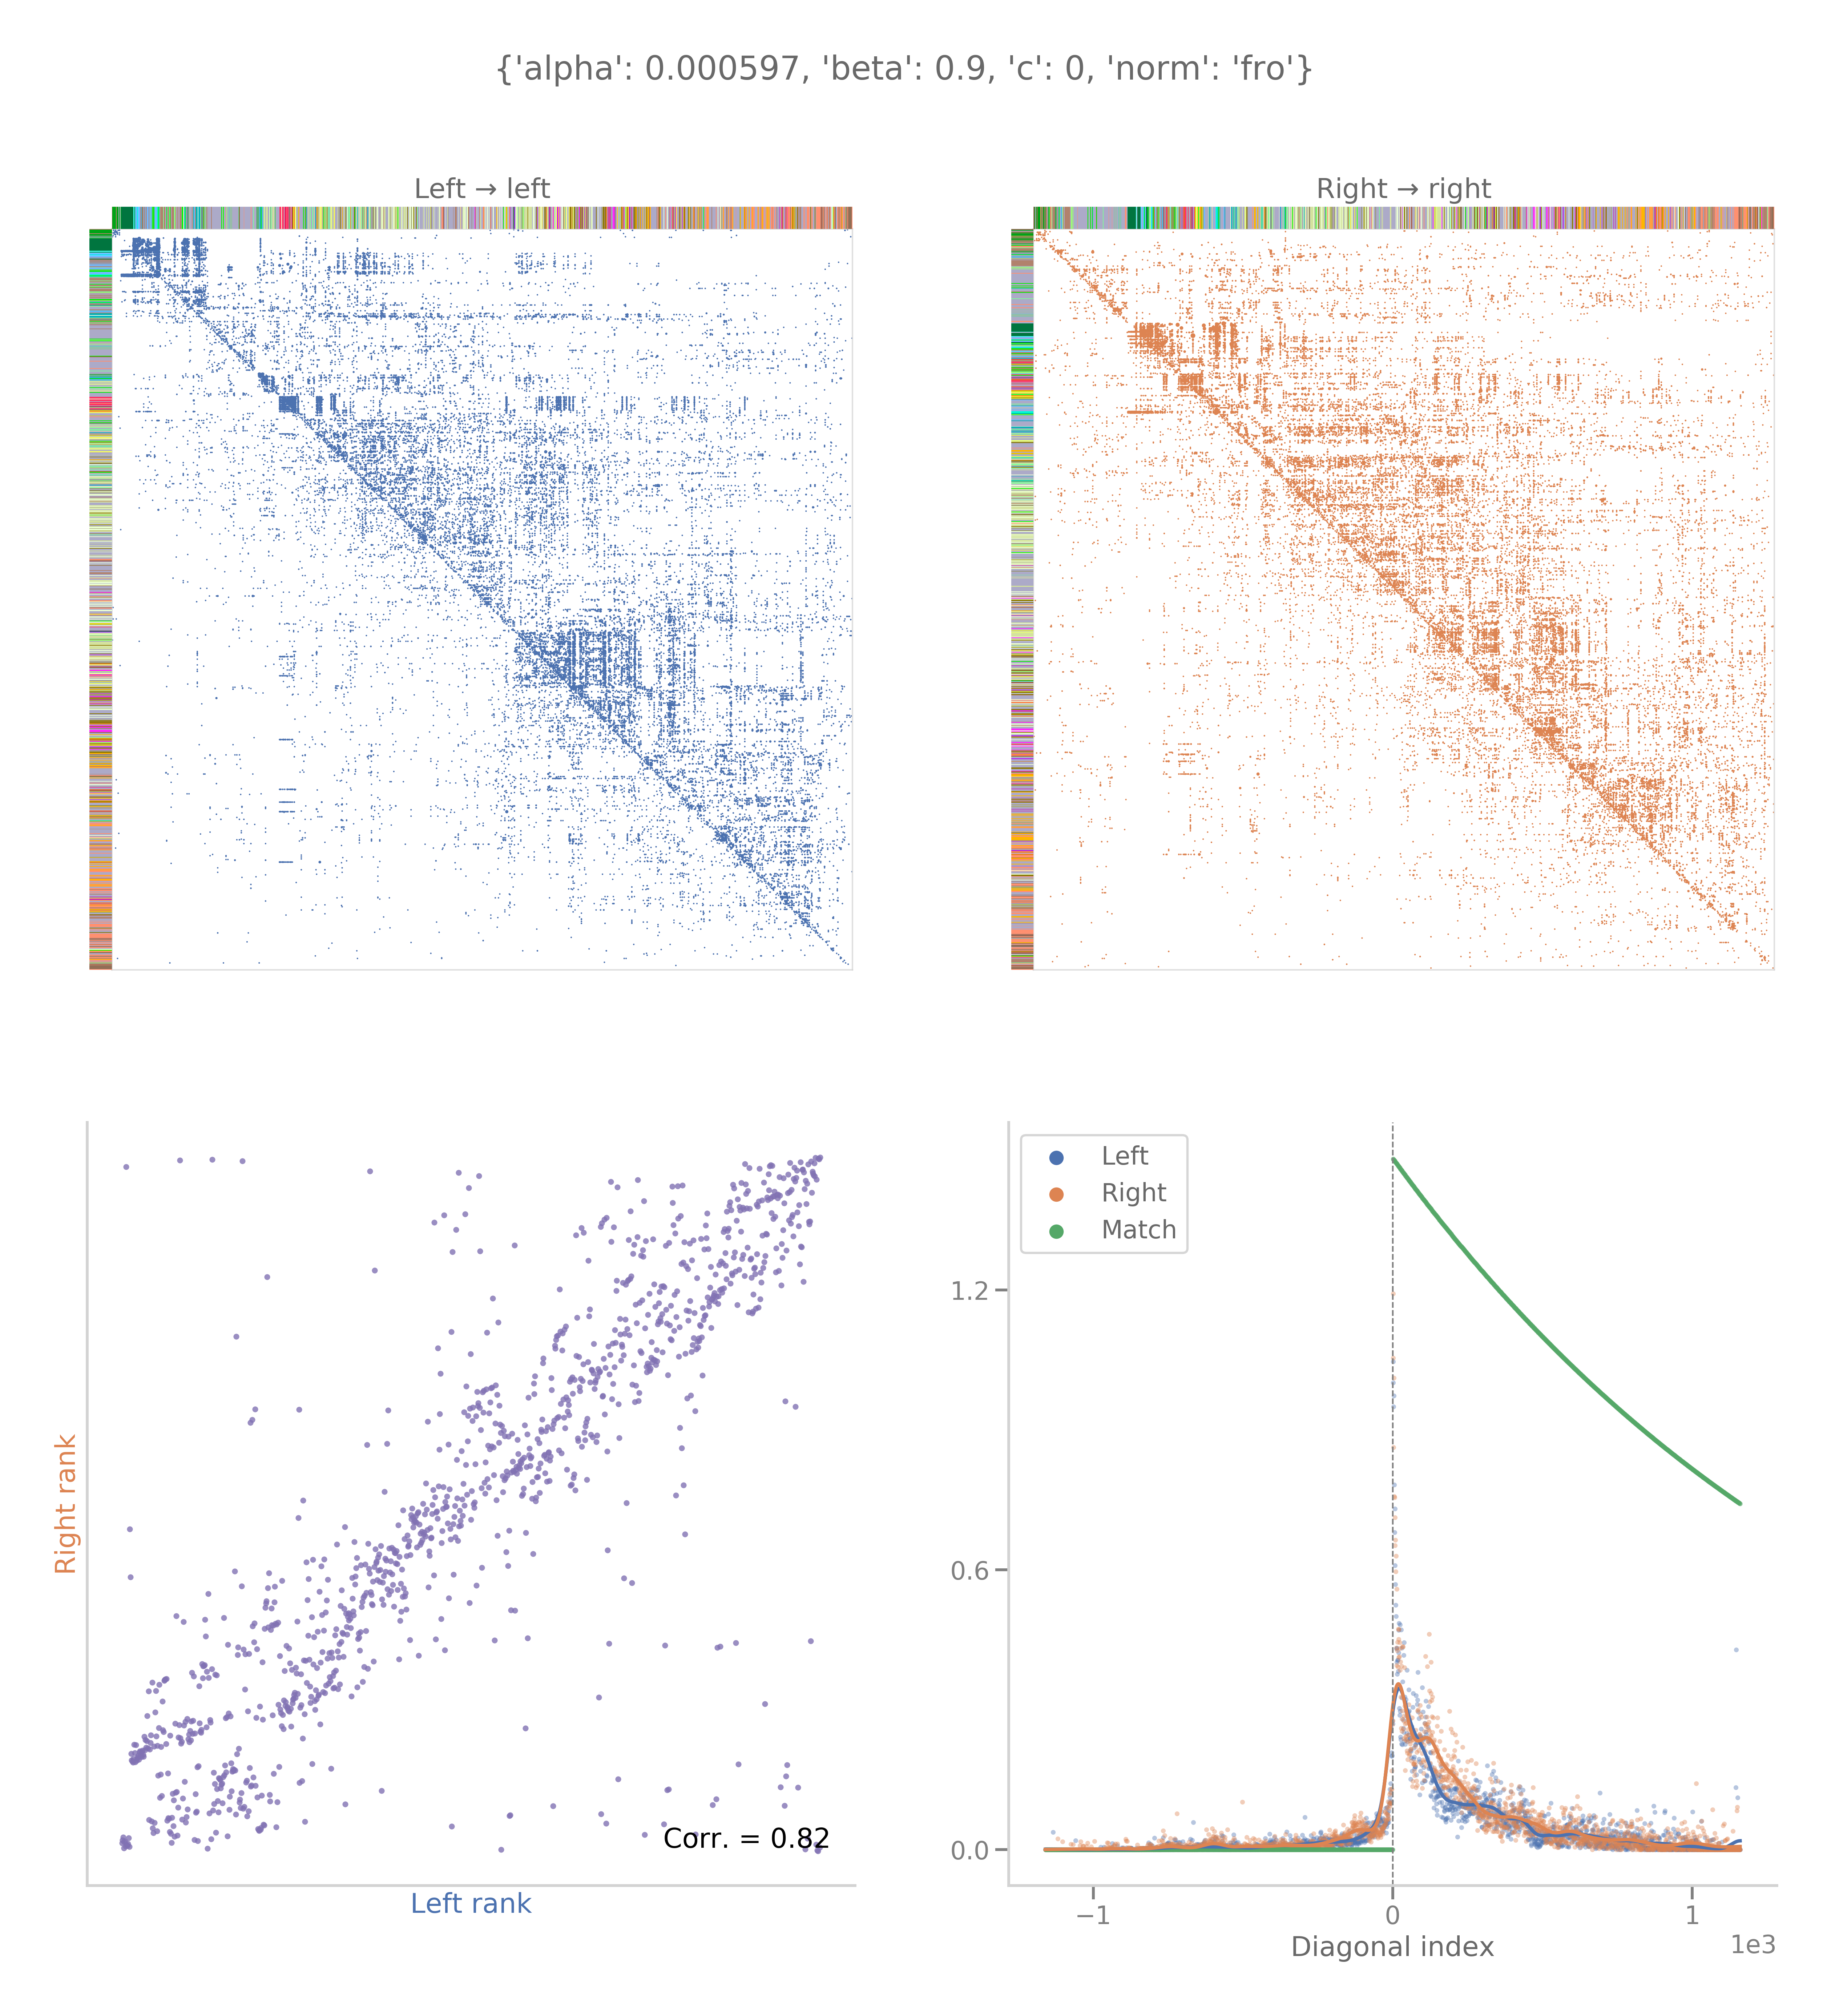 {'alpha': 0.000597, 'beta': 0.9, 'c': 0, 'norm': 'fro'}
Left → left
Right → right
Right rank
Corr. = 0.82
Left rank
Left
Right
Match
1.2
0.6
0.0
−1
0
1
1e3
Diagonal index